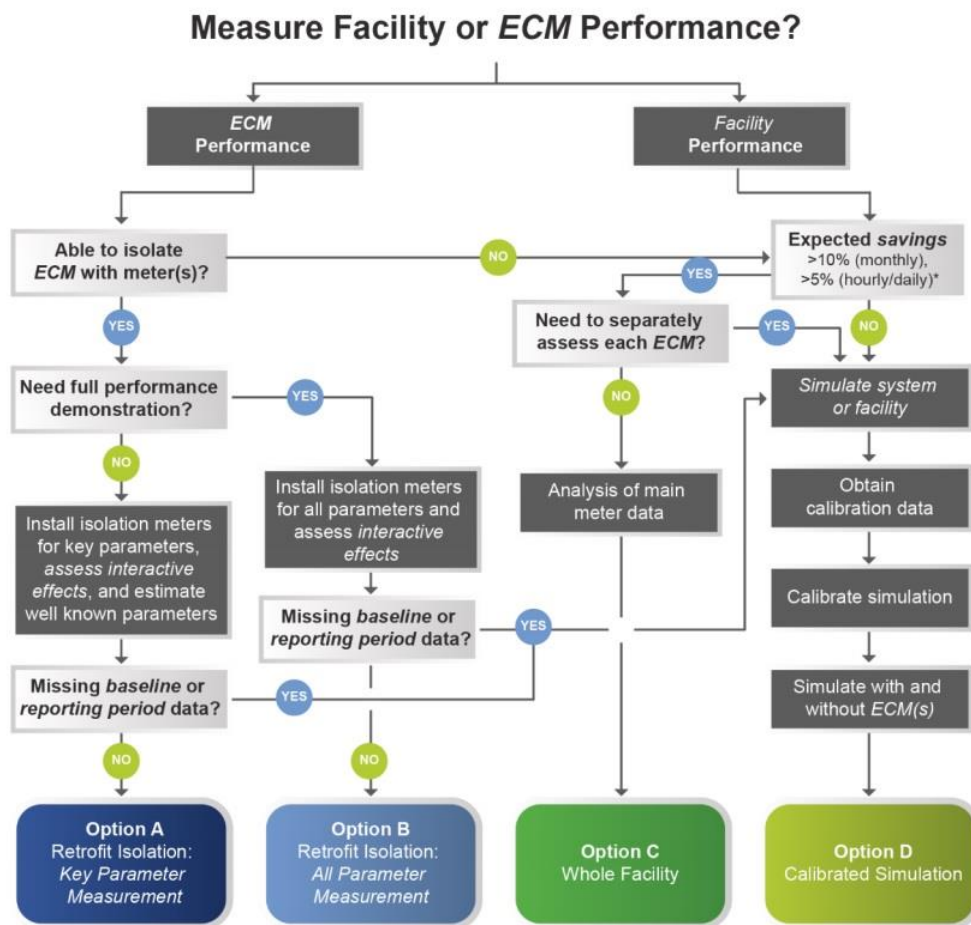 Measure Facility or ECM Performance?
ECM
Performance
Facility
Performance
Able to isolate
ECM with meter(s)?
NO
Expected savings
>10% (monthly),
>5% (hourly/daily)*
YES
YES
Need to separately
assess each ECM?
YES
NO
Need full performance
demonstration?
YES
NO
Simulate system
or facility
NO
Install isolation meters
for key parameters,
assess interactive
effects, and estimate
well known parameters
Install isolation meters
for all parameters and
assess interactive
effects
Analysis of main
meter data
Obtain
calibration data
Calibrate simulation
Missing baseline or
reporting period data?
YES
Missing baseline or
reporting period data?
YES
Simulate with and
without ECM(s)
NO
NO
Option A
Retrofit Isolation:
Key Parameter
Measurement
Option B
Retrofit Isolation:
All Parameter
Measurement
Option C
Whole Facility
Option D
Calibrated Simulation